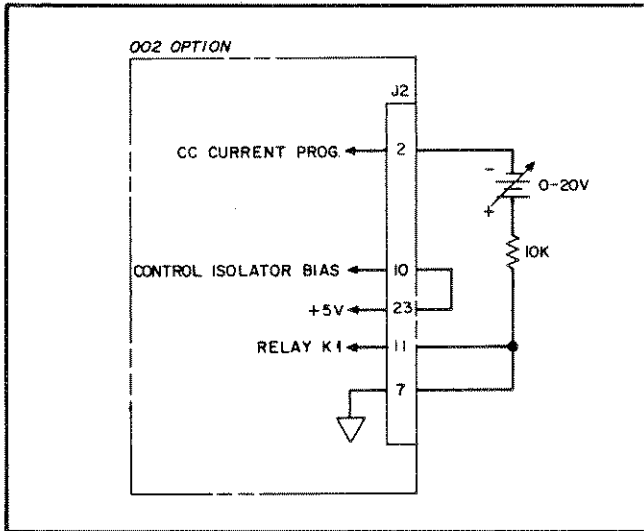 002 OPTION
J2
CC CURRENT PROG.
2
-
0-20V
+
10K
CONTROL ISOLATOR BIAS
10
+5V
23
RELAY K1
11
7